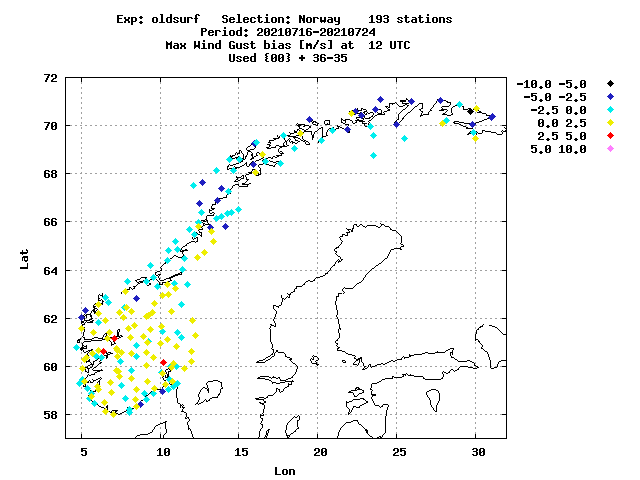 Exp: oldsurf Selection: Norway 193 stations
Period: 20210716-20210724
Max Wind Gust bias [m/s] at 12 UTC
Used {00} + 36-35
72
70
68
66
64
62
60
58
Lat
5 10 15 20 25 30
Lon
-10.0 -5.0
-5.0 -2.5
-2.5 0.0
0.0 2.5
2.5 5.0
5.0 10.0